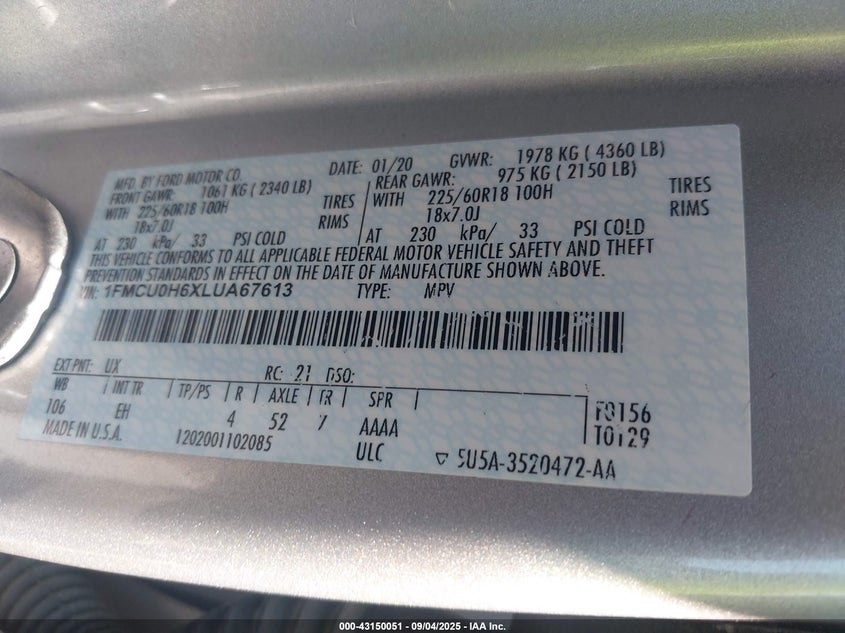 MFD. BY FORD MOTOR CO. DATE: 01/20 GVWR: 1978 KG ( 4360 LB)
FRONT GAWR: 1061 KG ( 2340 LB) REAR GAWR: 975 KG ( 2150 LB)
WITH 225/60R18 100H TIRES WITH 225/60R18 100H TIRES
18x7.0J RIMS 18x7.0J RIMS
AT 230 kPa/ 33 PSI COLD AT 230 kPa/ 33 PSI COLD
THIS VEHICLE CONFORMS TO ALL APPLICABLE FEDERAL MOTOR VEHICLE SAFETY AND THEFT
PREVENTION STANDARDS IN EFFECT ON THE DATE OF MANUFACTURE SHOWN ABOVE.
VIN: 1FMCU0H6XLUA67613 TYPE: MPV
EXT PNT: UX RC: 21 DSO:
WB INT TR TP/PS R AXLE TR SPR
106 EH 4 52 7 AAAA F0156
MADE IN U.S.A. 1202001102085 ULC T0129
5U5A-3520472-AA
000-43150051 - 09/04/2025 - IAA Inc.